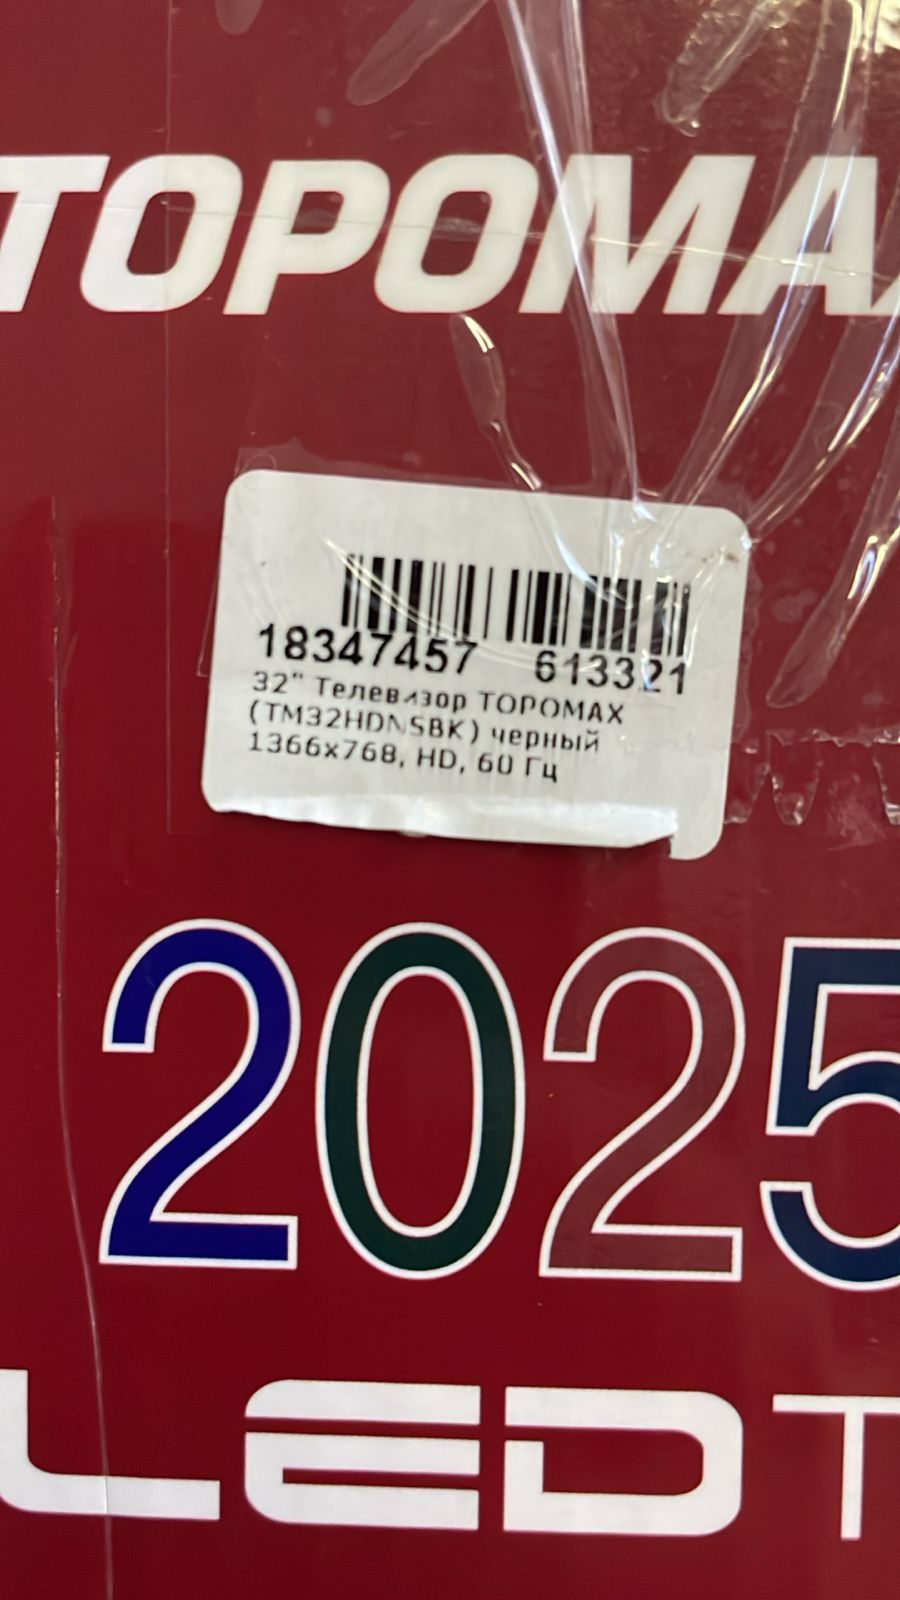 TOPOMA
18347457 613321
32" Телевизор TOPOMAX
(TM32HDNSBK) черный
1366x768, HD, 60 Гц
2025
LED T